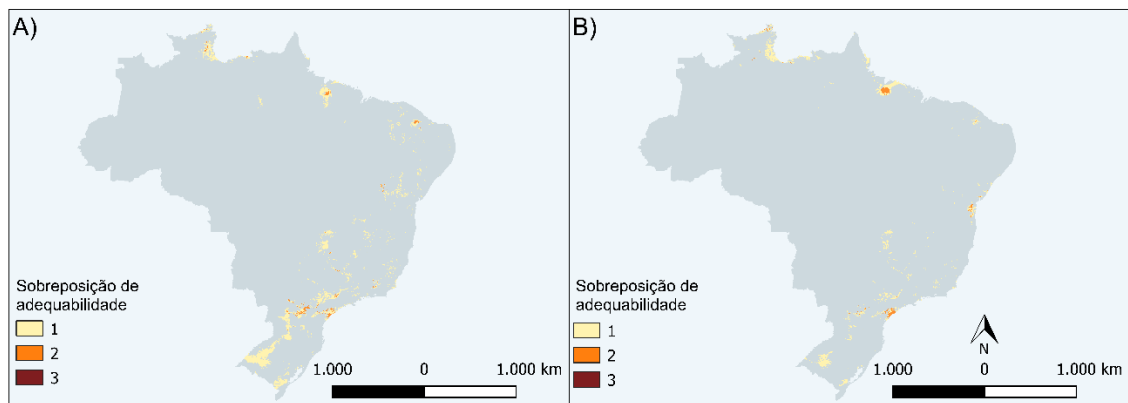 A)
Sobreposição de
adequabilidade
1
2
3
1.000 0 1.000 km
B)
Sobreposição de
adequabilidade
1
2
3
N
1.000 0 1.000 km